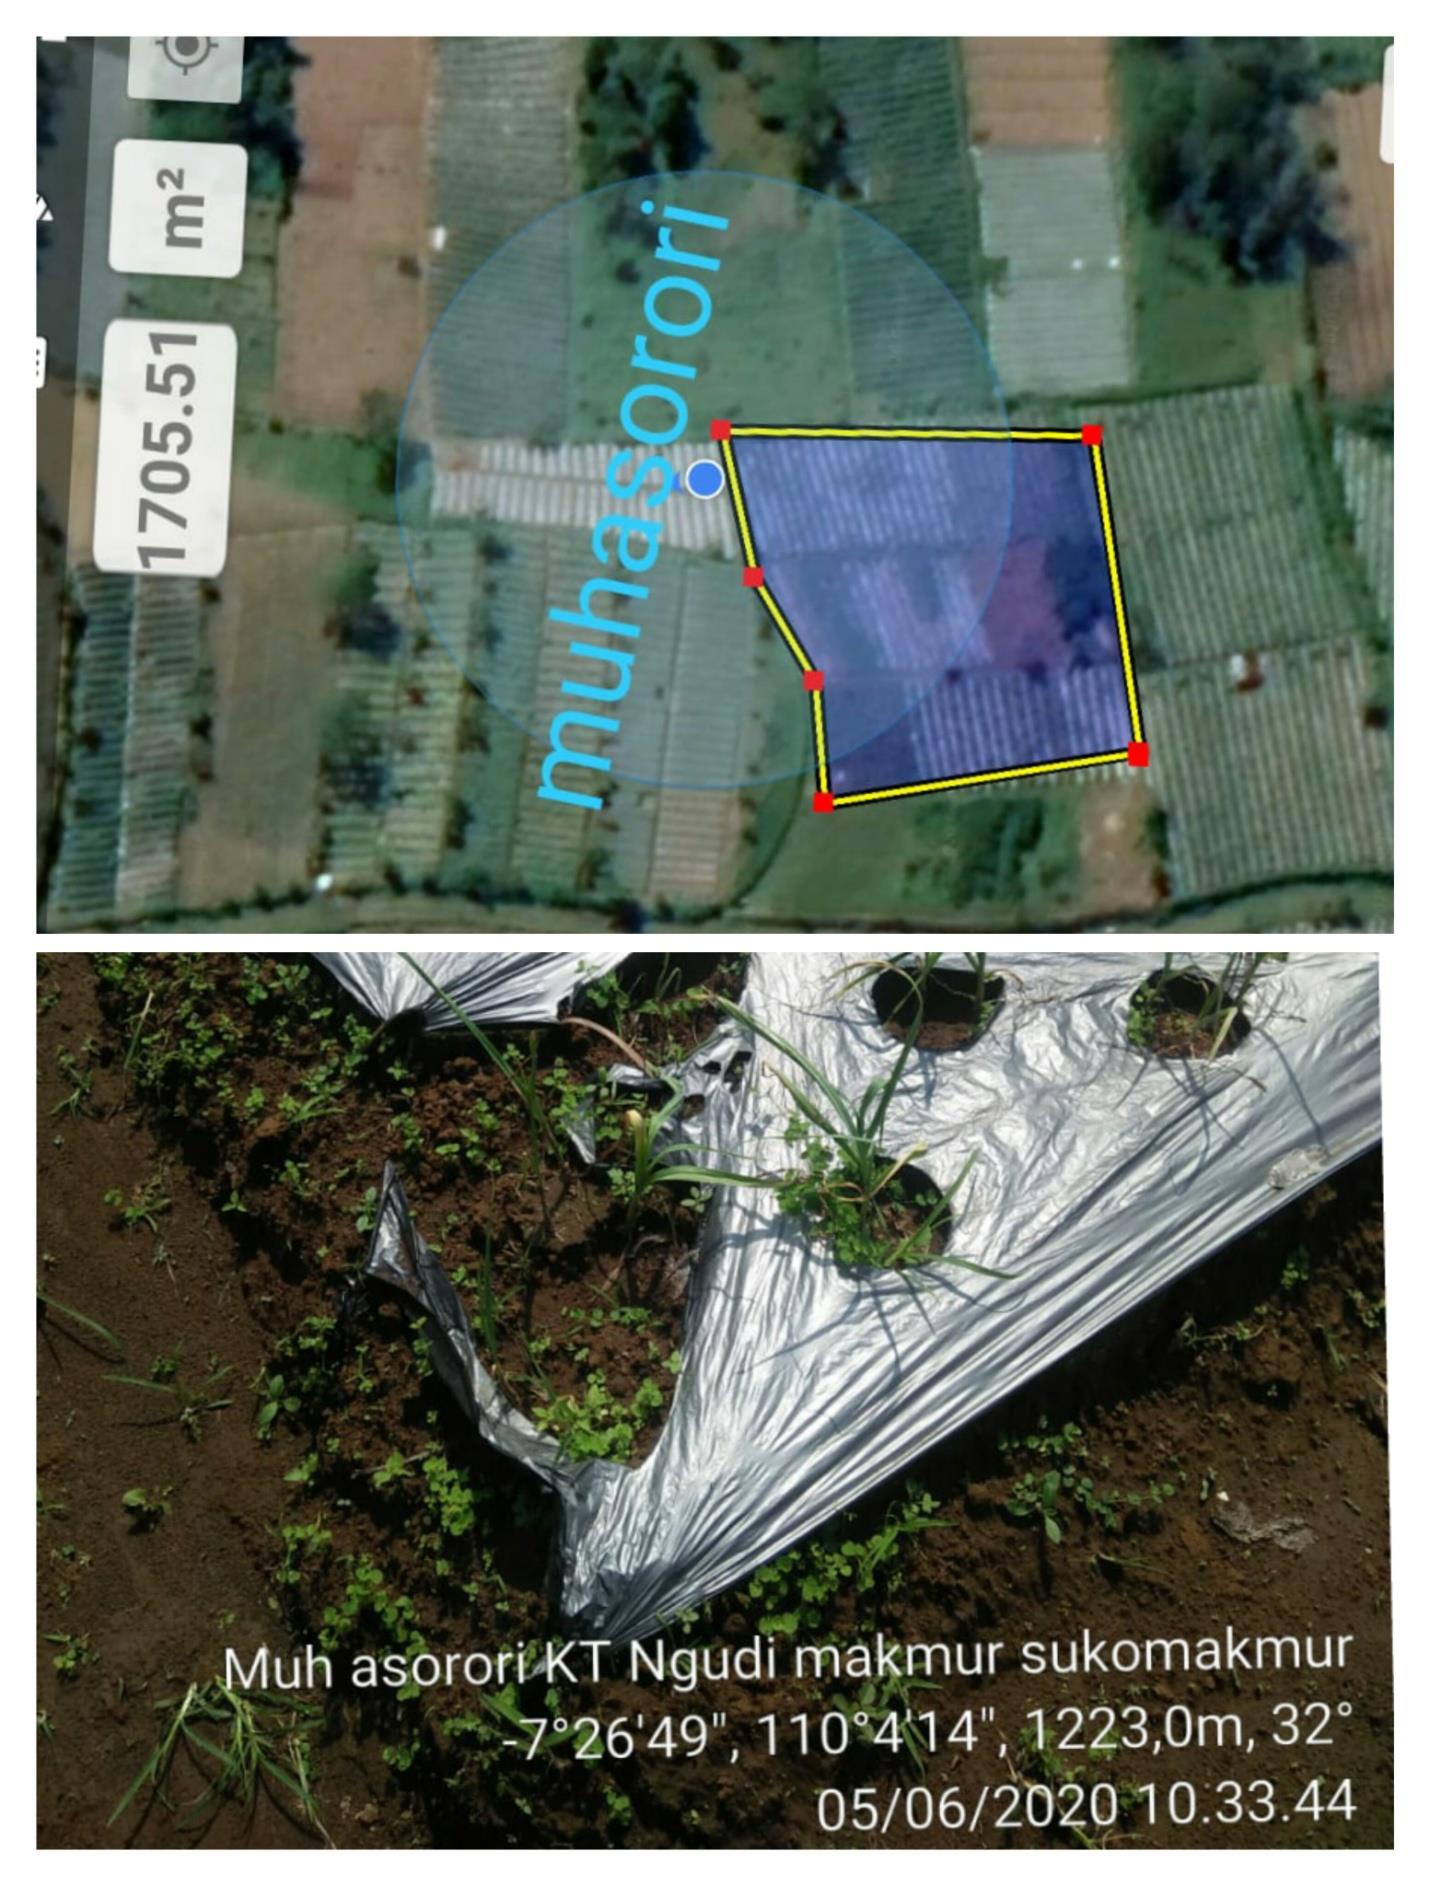 1705.51
m²
muhasorori
Muh asorori KT Ngudi makmur sukomakmur
-7°26'49", 110°4'14", 1223,0m, 32°
05/06/2020 10.33.44